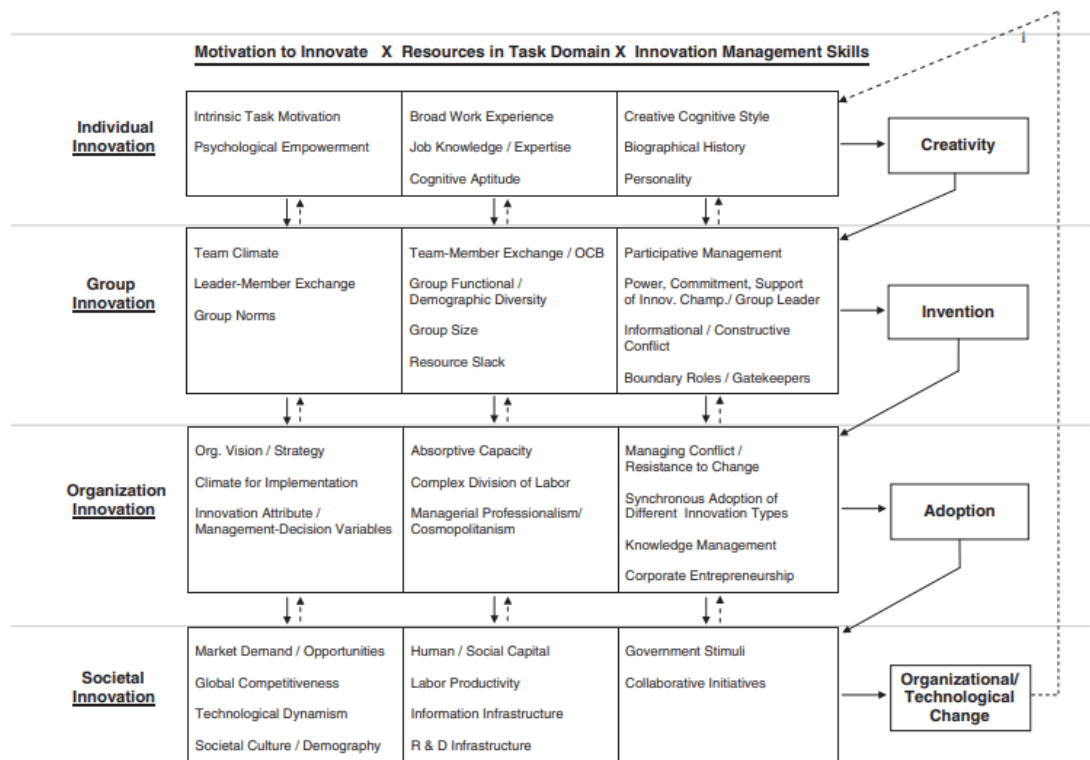 1
Motivation to Innovate X Resources in Task Domain X Innovation Management Skills
Individual
Innovation
Intrinsic Task Motivation
Psychological Empowerment
Broad Work Experience
Job Knowledge / Expertise
Cognitive Aptitude
Creative Cognitive Style
Biographical History
Personality
Creativity
Group
Innovation
Team Climate
Leader-Member Exchange
Group Norms
Team-Member Exchange / OCB
Group Functional /
Demographic Diversity
Group Size
Resource Slack
Participative Management
Power, Commitment, Support
of Innov. Champ./ Group Leader
Informational / Constructive
Conflict
Boundary Roles / Gatekeepers
Invention
Organization
Innovation
Org. Vision / Strategy
Climate for Implementation
Innovation Attribute /
Management-Decision Variables
Absorptive Capacity
Complex Division of Labor
Managerial Professionalism/
Cosmopolitanism
Managing Conflict /
Resistance to Change
Synchronous Adoption of
Different Innovation Types
Knowledge Management
Corporate Entrepreneurship
Adoption
Societal
Innovation
Market Demand / Opportunities
Global Competitiveness
Technological Dynamism
Societal Culture / Demography
Human / Social Capital
Labor Productivity
Information Infrastructure
R & D Infrastructure
Government Stimuli
Collaborative Initiatives
Organizational/
Technological
Change